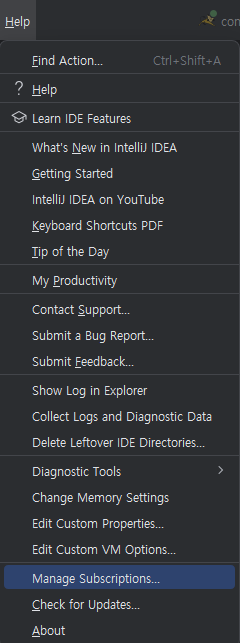 Help
con
Find Action... Ctrl+Shift+A
? Help
Learn IDE Features
What's New in IntelliJ IDEA
Getting Started
IntelliJ IDEA on YouTube
Keyboard Shortcuts PDF
Tip of the Day
My Productivity
Contact Support...
Submit a Bug Report...
Submit Feedback...
Show Log in Explorer
Collect Logs and Diagnostic Data
Delete Leftover IDE Directories...
Diagnostic Tools
Change Memory Settings
Edit Custom Properties...
Edit Custom VM Options...
Manage Subscriptions...
Check for Updates...
About